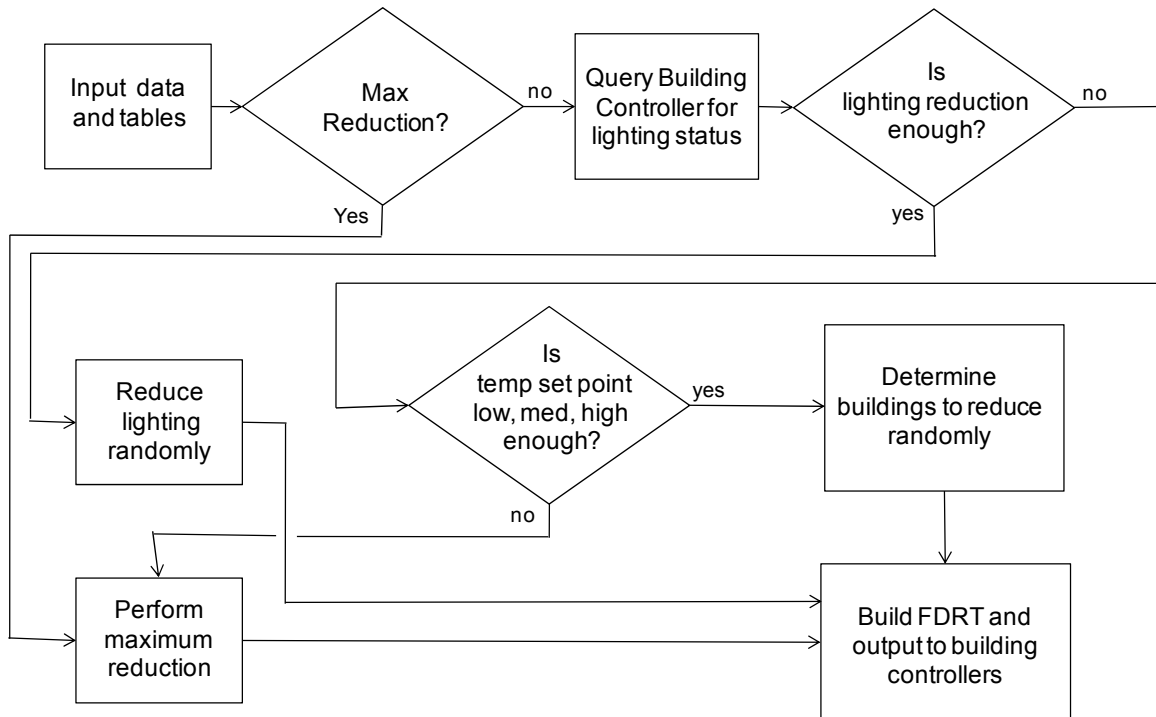 Input data
and tables
Max
Reduction?
no
Query Building
Controller for
lighting status
Is
lighting reduction
enough?
no
Yes
yes
Reduce
lighting
randomly
Is
temp set point
low, med, high
enough?
yes
Determine
buildings to reduce
randomly
no
Perform
maximum
reduction
Build FDRT and
output to building
controllers